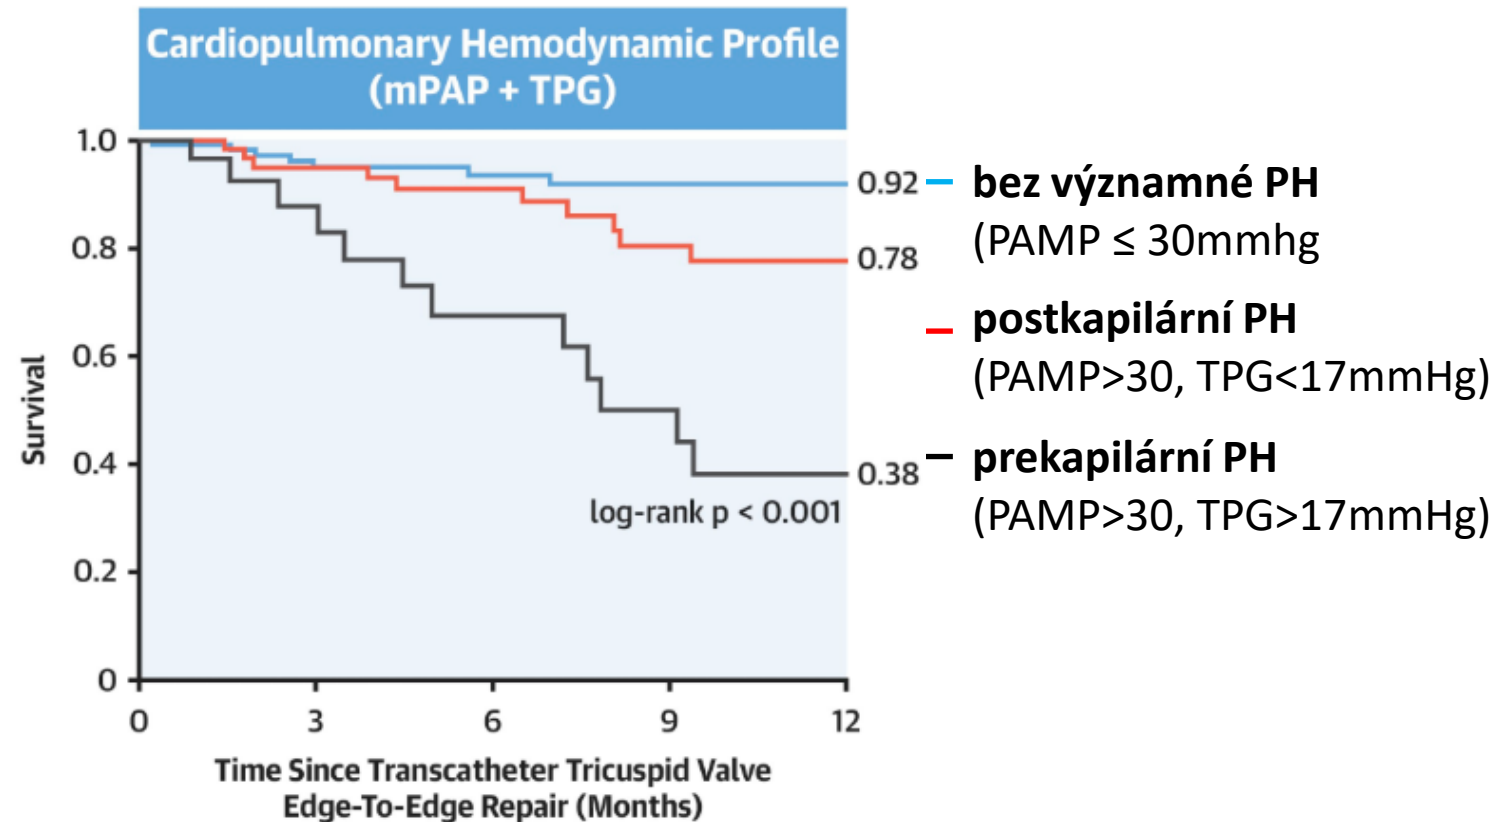 Cardiopulmonary Hemodynamic Profile
(mPAP + TPG)
1.0
0.8
0.6
0.4
0.2
0
Survival
0
3
6
9
12
Time Since Transcatheter Tricuspid Valve
Edge-To-Edge Repair (Months)
0.92
0.78
0.38
log-rank p < 0.001
bez významné PH
(PAMP ≤ 30mmhg
postkapilární PH
(PAMP>30, TPG<17mmHg)
prekapilární PH
(PAMP>30, TPG>17mmHg)